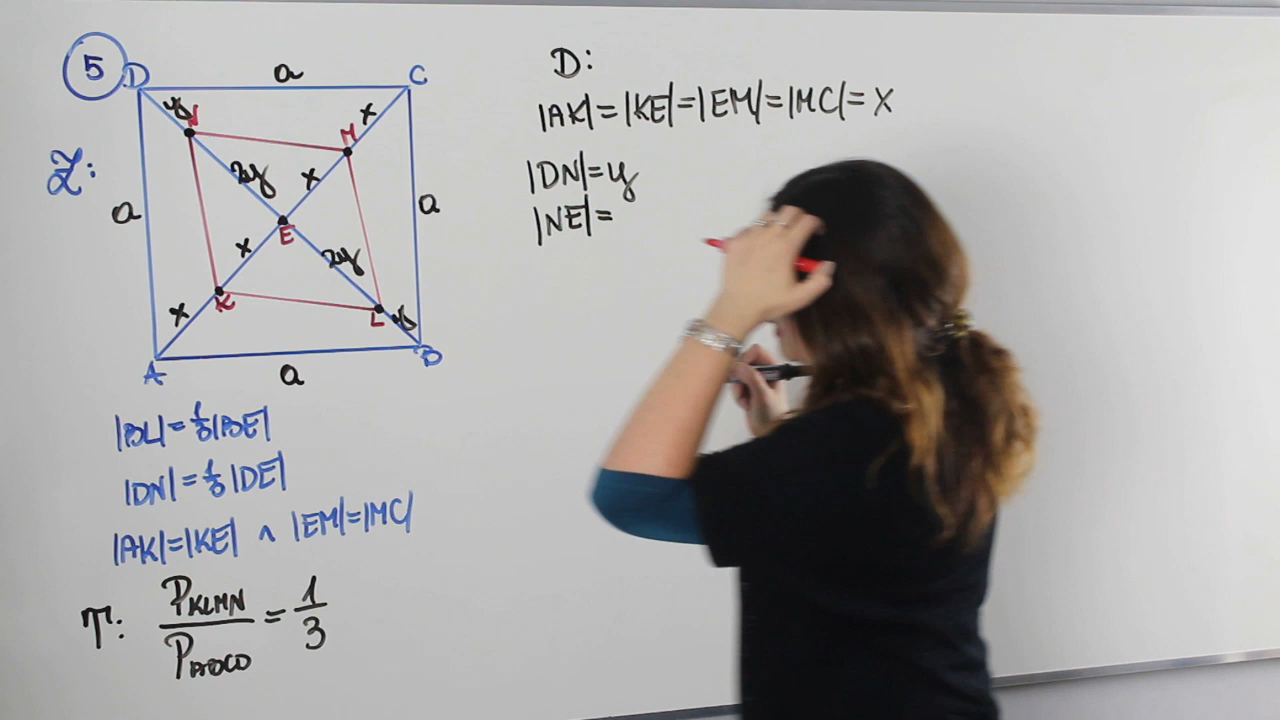 5
D
a
C
y
N
x
M
Z:
2y
x
a
a
E
x
2y
K
x
L
y
A
a
B
|BL|=⅓|BE|
|DN|=⅓|DE|
|AK|=|KE| ∧ |EM|=|MC|
T: P_KLMN / P_ABCD = 1/3
D:
|AK|=|KE|=|EM|=|MC|=x
|DN|=y
|NE|=